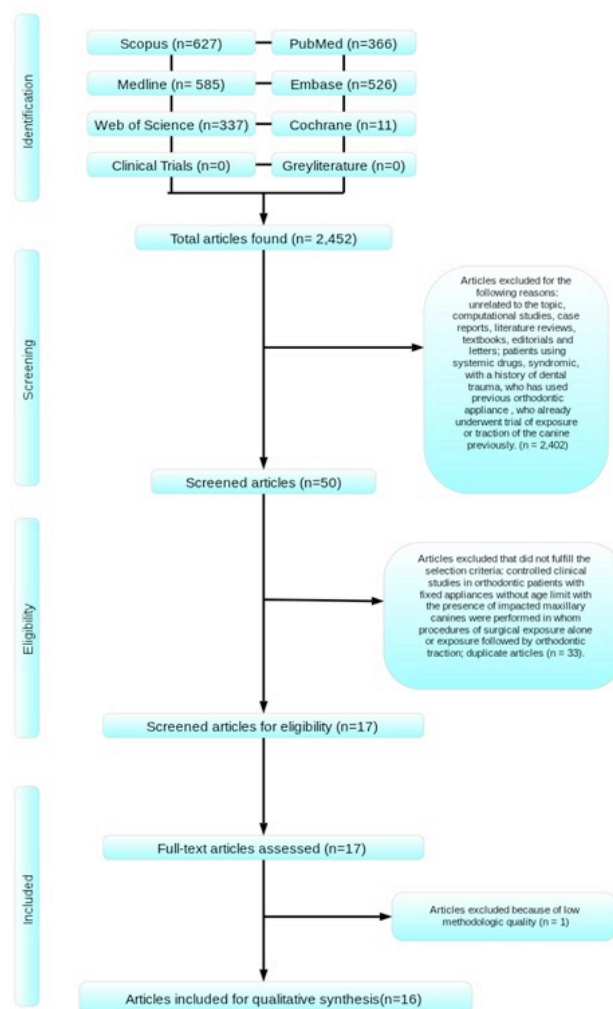 Identification
Scopus (n=627)
PubMed (n=366)
Medline (n= 585)
Embase (n=526)
Web of Science (n=337)
Cochrane (n=11)
Clinical Trials (n=0)
Greyliterature (n=0)
Total articles found (n= 2,452)
Screening
Articles excluded for the
following reasons:
unrelated to the topic,
computational studies, case
reports, literature reviews,
textbooks, editorials and
letters; patients using
systemic drugs, syndromic,
with a history of dental
trauma, who has used
previous orthodontic
appliance , who already
underwent trial of exposure
or traction of the canine
previously. (n = 2,402)
Screened articles (n=50)
Eligibility
Articles excluded that did not fulfill the
selection criteria: controlled clinical
studies in orthodontic patients with
fixed appliances without age limit with
the presence of impacted maxillary
canines were performed in whom
procedures of surgical exposure alone
or exposure followed by orthodontic
traction; duplicate articles (n = 33).
Screened articles for eligibility (n=17)
Included
Full-text articles assessed (n=17)
Articles excluded because of low
methodologic quality (n = 1)
Articles included for qualitative synthesis(n=16)